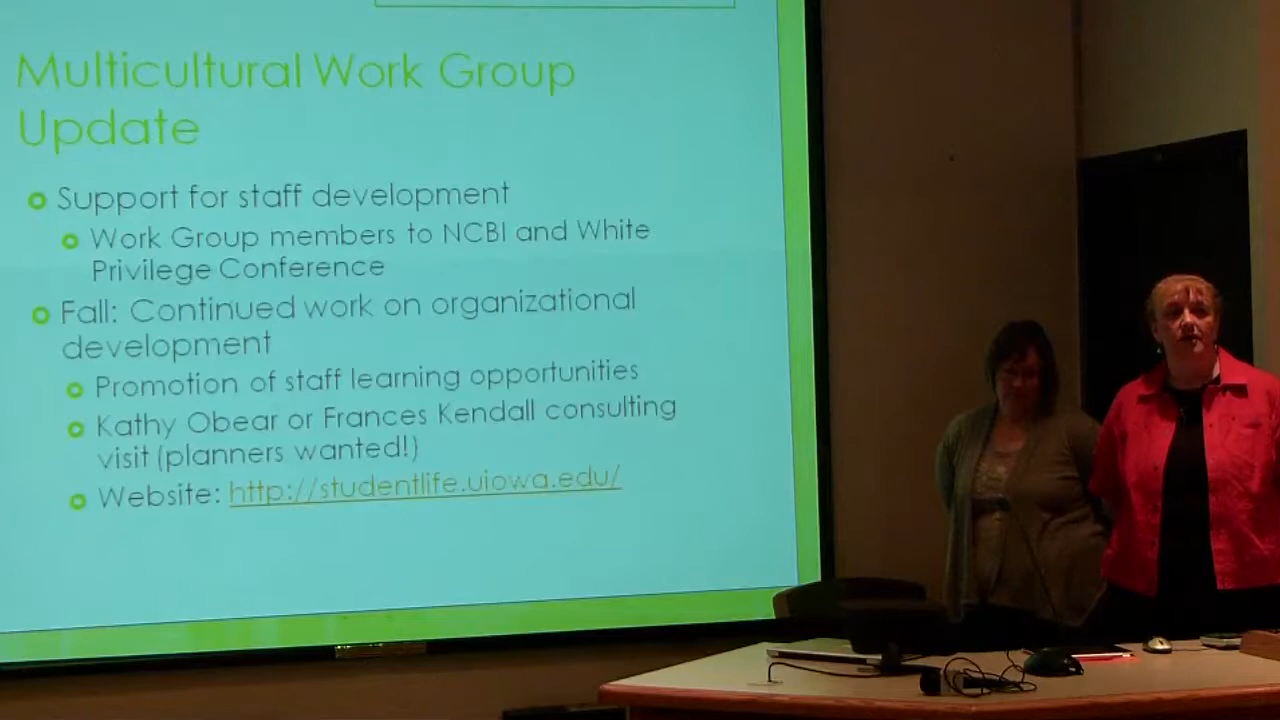 Multicultural Work Group
Update
Support for staff development
Work Group members to NCBI and White
Privilege Conference
Fall: Continued work on organizational
development
Promotion of staff learning opportunities
Kathy Obear or Frances Kendall consulting
visit (planners wanted!)
Website: http://studentlife.uiowa.edu/